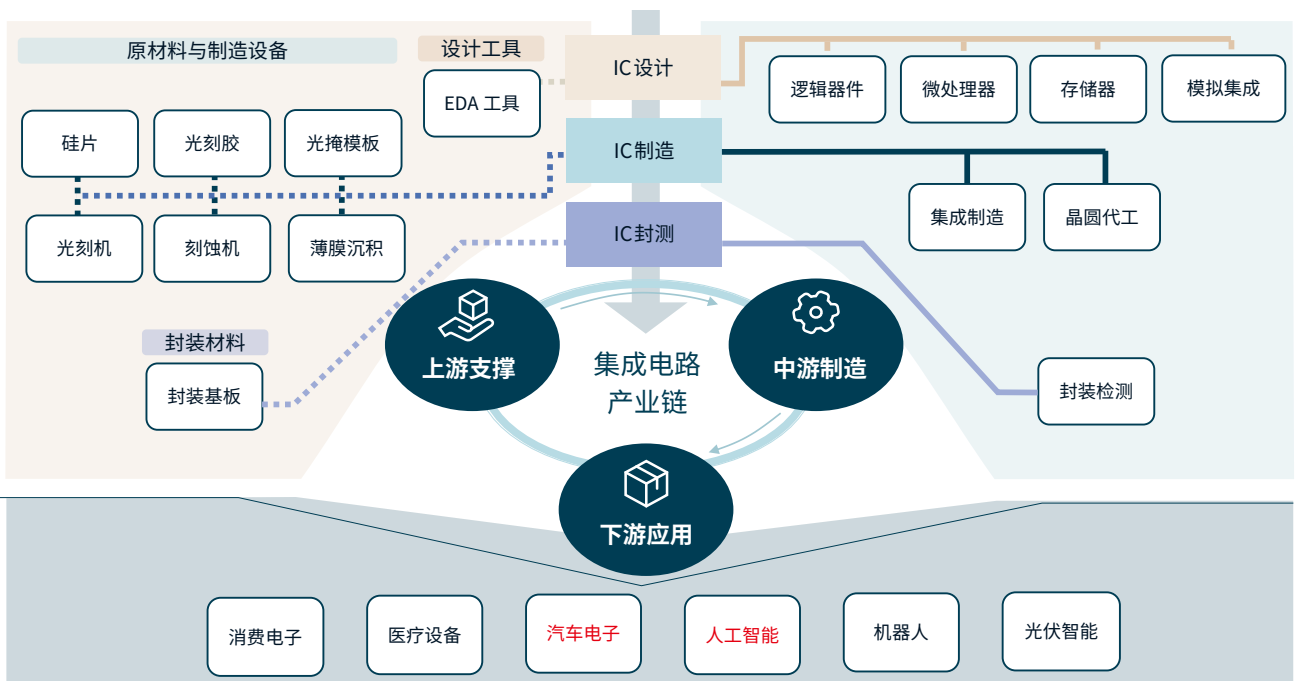 原材料与制造设备
设计工具
IC设计
EDA 工具
逻辑器件
微处理器
存储器
模拟集成
硅片
光刻胶
光掩模板
IC制造
光刻机
刻蚀机
薄膜沉积
IC封测
集成制造
晶圆代工
封装材料
封装基板
上游支撑
集成电路
产业链
中游制造
封装检测
下游应用
消费电子
医疗设备
汽车电子
人工智能
机器人
光伏智能